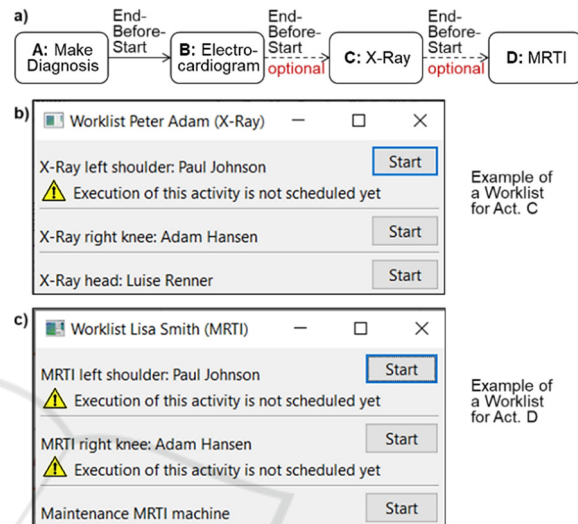 a)
End-
Before-
Start
End-
Before-
Start
optional
End-
Before-
Start
optional
A: Make
Diagnosis
B: Electro-
cardiogram
C: X-Ray
D: MRTI
b)
Worklist Peter Adam (X-Ray)
X-Ray left shoulder: Paul Johnson
Start
Execution of this activity is not scheduled yet
X-Ray right knee: Adam Hansen
Start
X-Ray head: Luise Renner
Start
Example of
a Worklist
for Act. C
c)
Worklist Lisa Smith (MRTI)
MRTI left shoulder: Paul Johnson
Start
Execution of this activity is not scheduled yet
MRTI right knee: Adam Hansen
Start
Execution of this activity is not scheduled yet
Maintenance MRTI machine
Start
Example of
a Worklist
for Act. D